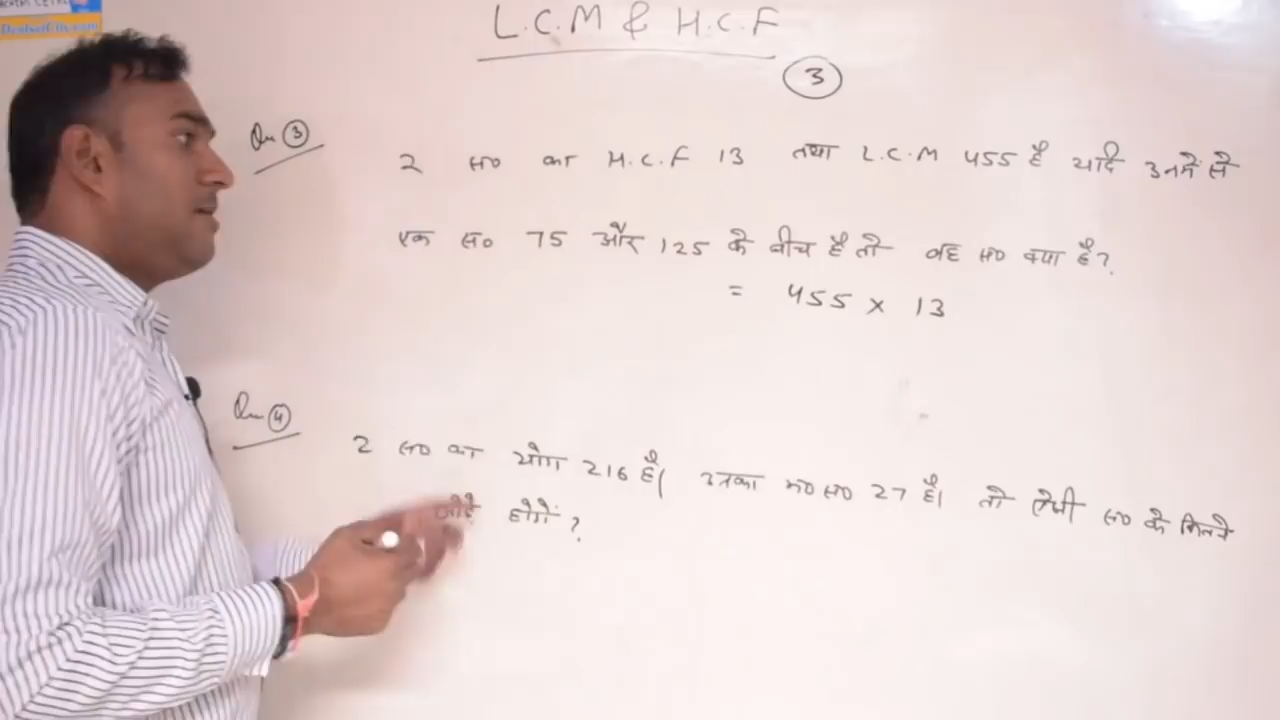 L.C.M & H.C.F
3
Qu 3
2 सं० का H.C.F 13 तथा L.C.M 455 है यदि उनमें से
एक सं० 75 और 125 के बीच है तो वह सं० क्या है?
= 455 × 13
Qu 4
2 सं० का योग 216 है। उनका म०स० 27 है। तो ऐसी सं० के कितने
जोड़े होगें?